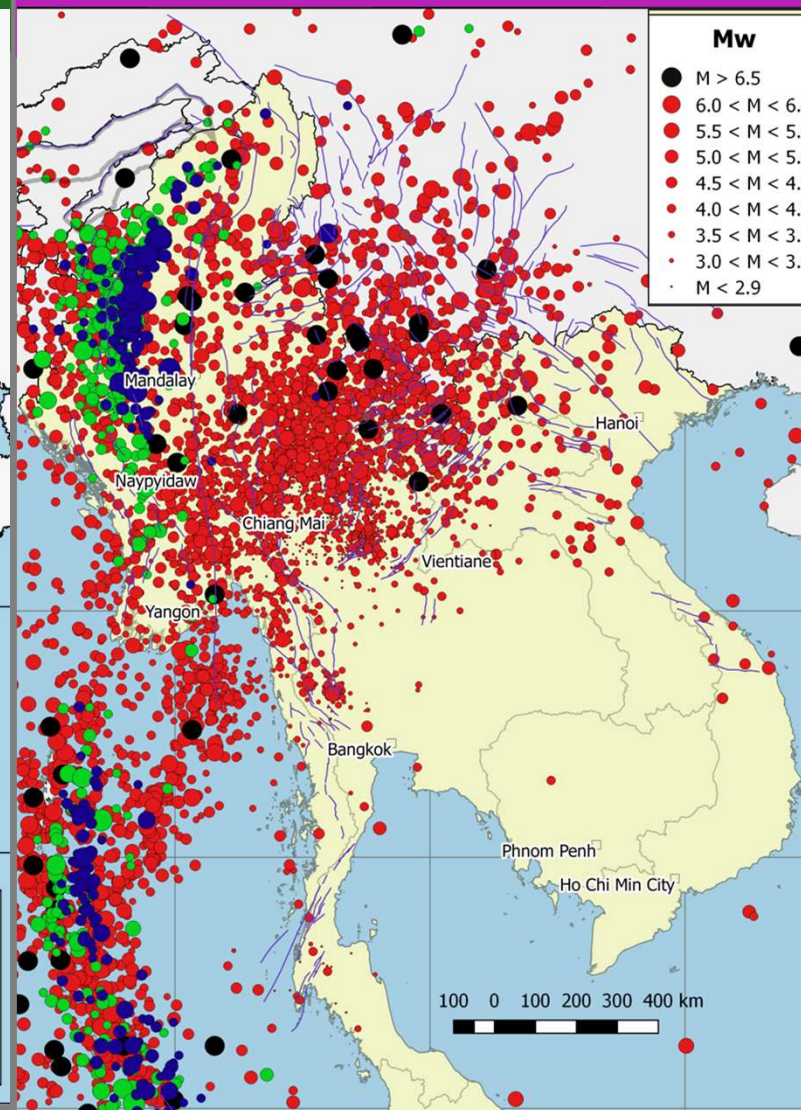 Mw
M > 6.5
6.0 < M < 6.
5.5 < M < 5.
5.0 < M < 5.
4.5 < M < 4.
4.0 < M < 4.
3.5 < M < 3.
3.0 < M < 3.
M < 2.9
Mandalay
Hanoi
Naypyidaw
Chiang Mai
Vientiane
Yangon
Bangkok
Phnom Penh
Ho Chi Min City
100 0 100 200 300 400 km